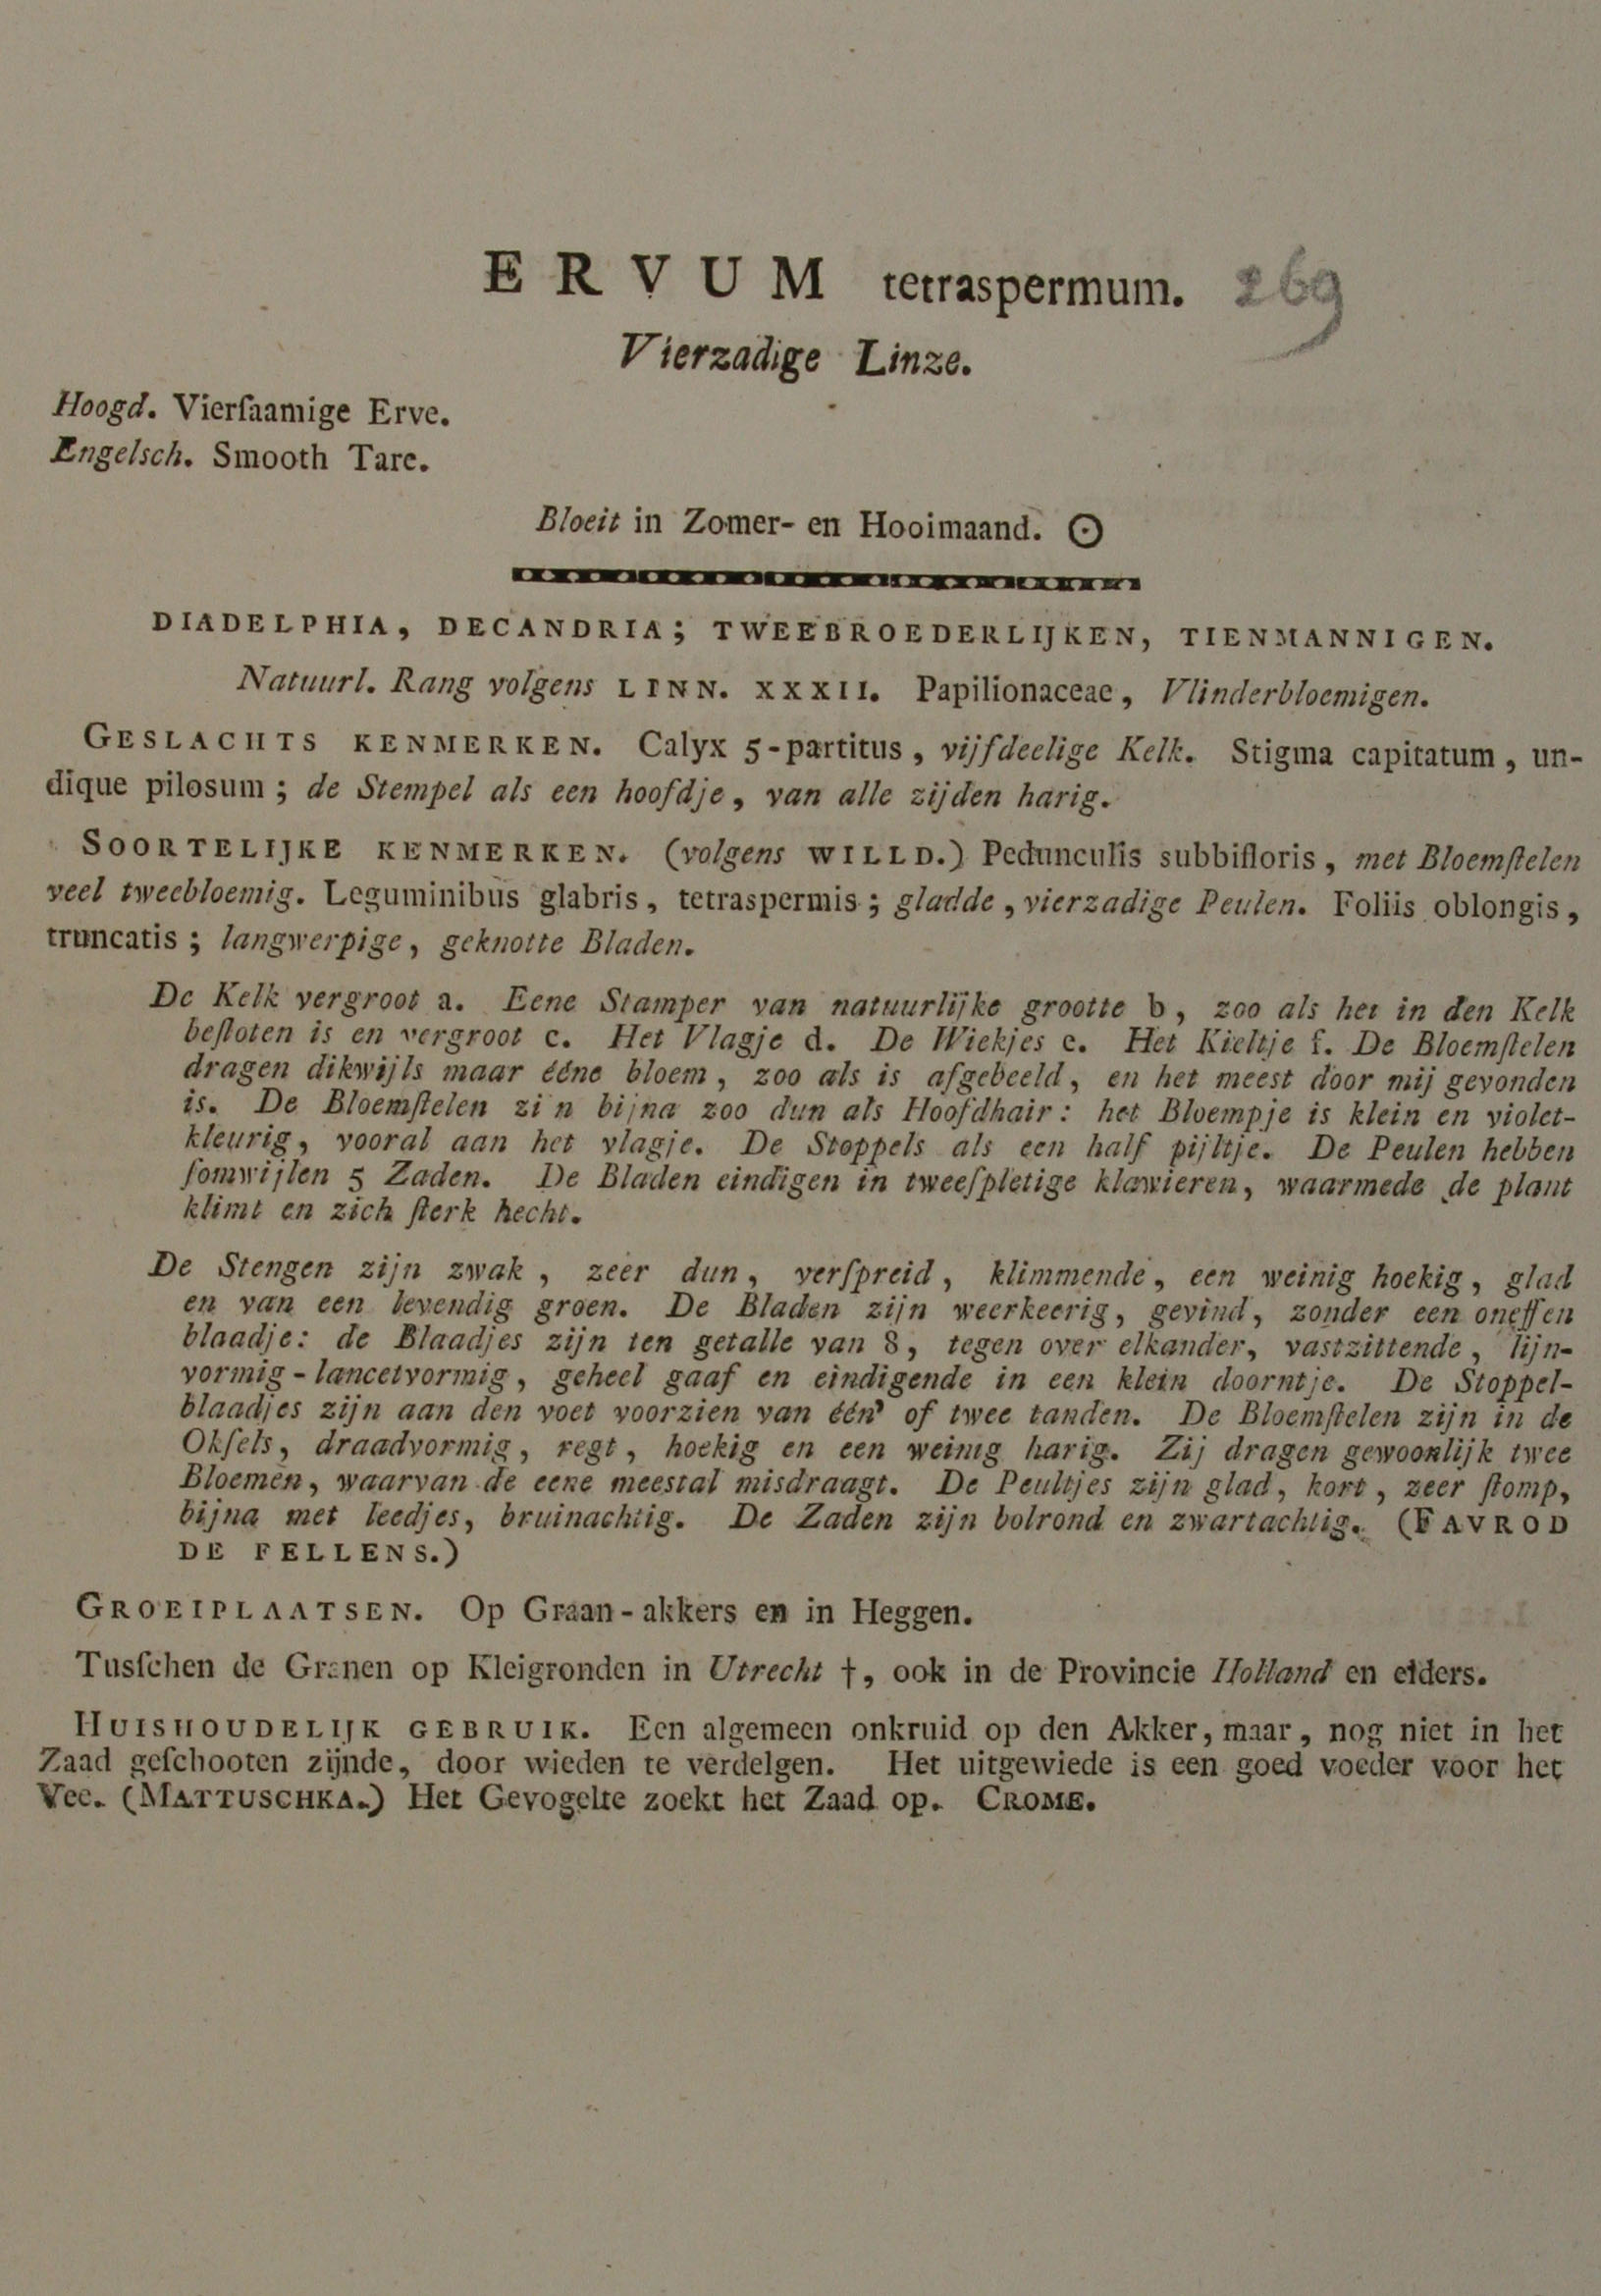 ERVUM tetraspermum. 269
Vierzadige Linze.
Hoogd. Vierſaamige Erve.
Engelsch. Smooth Tare.
Bloeit in Zomer- en Hooimaand. ☉
DIADELPHIA, DECANDRIA; TWEEBROEDERLIJKEN, TIENMANNIGEN.
Natuurl. Rang volgens LINN. XXXII. Papilionaceae, Vlinderbloemigen.
GESLACHTS KENMERKEN. Calyx 5-partitus, vijfdeelige Kelk. Stigma capitatum, un-
dique pilosum; de Stempel als een hoofdje, van alle zijden harig.
SOORTELIJKE KENMERKEN. (volgens WILLD.) Pedunculis subbifloris, met Bloemſtelen
veel tweebloemig. Leguminibus glabris, tetraspermis; gladde, vierzadige Peulen. Foliis oblongis,
truncatis; langwerpige, geknotte Bladen.
De Kelk vergroot a. Eene Stamper van natuurlijke grootte b, zoo als het in den Kelk
beſloten is en vergroot c. Het Vlagje d. De Wiekjes e. Het Kieltje f. De Bloemſtelen
dragen dikwijls maar ééne bloem, zoo als is afgebeeld, en het meest door mij gevonden
is. De Bloemſtelen zi n bijna zoo dun als Hoofdhair: het Bloempje is klein en violet-
kleurig, vooral aan het vlagje. De Stoppels als een half pijltje. De Peulen hebben
ſomwijlen 5 Zaden. De Bladen eindigen in tweeſpletige klawieren, waarmede de plant
klimt en zich ſterk hecht.
De Stengen zijn zwak, zeer dun, verſpreid, klimmende, een weinig hoekig, glad
en van een levendig groen. De Bladen zijn weerkeerig, gevind, zonder een oneffen
blaadje: de Blaadjes zijn ten getalle van 8, tegen over elkander, vastzittende, lijn-
vormig-lancetvormig, geheel gaaf en eindigende in een klein doorntje. De Stoppel-
blaadjes zijn aan den voet voorzien van één' of twee tanden. De Bloemſtelen zijn in de
Okſels, draadvormig, regt, hoekig en een weinig harig. Zij dragen gewoonlijk twee
Bloemen, waarvan de eene meestal misdraagt. De Peultjes zijn glad, kort, zeer ſtomp,
bijna met leedjes, bruinachtig. De Zaden zijn bolrond en zwartachtig. (FAVROD
DE FELLENS.)
GROEIPLAATSEN. Op Graan-akkers en in Heggen.
Tusſchen de Granen op Kleigronden in Utrecht †, ook in de Provincie Holland en elders.
HUISHOUDELIJK GEBRUIK. Een algemeen onkruid op den Akker, maar, nog niet in het
Zaad geſchooten zijnde, door wieden te verdelgen. Het uitgewiede is een goed voeder voor het
Vee. (MATTUSCHKA.) Het Gevogelte zoekt het Zaad op. CROME.